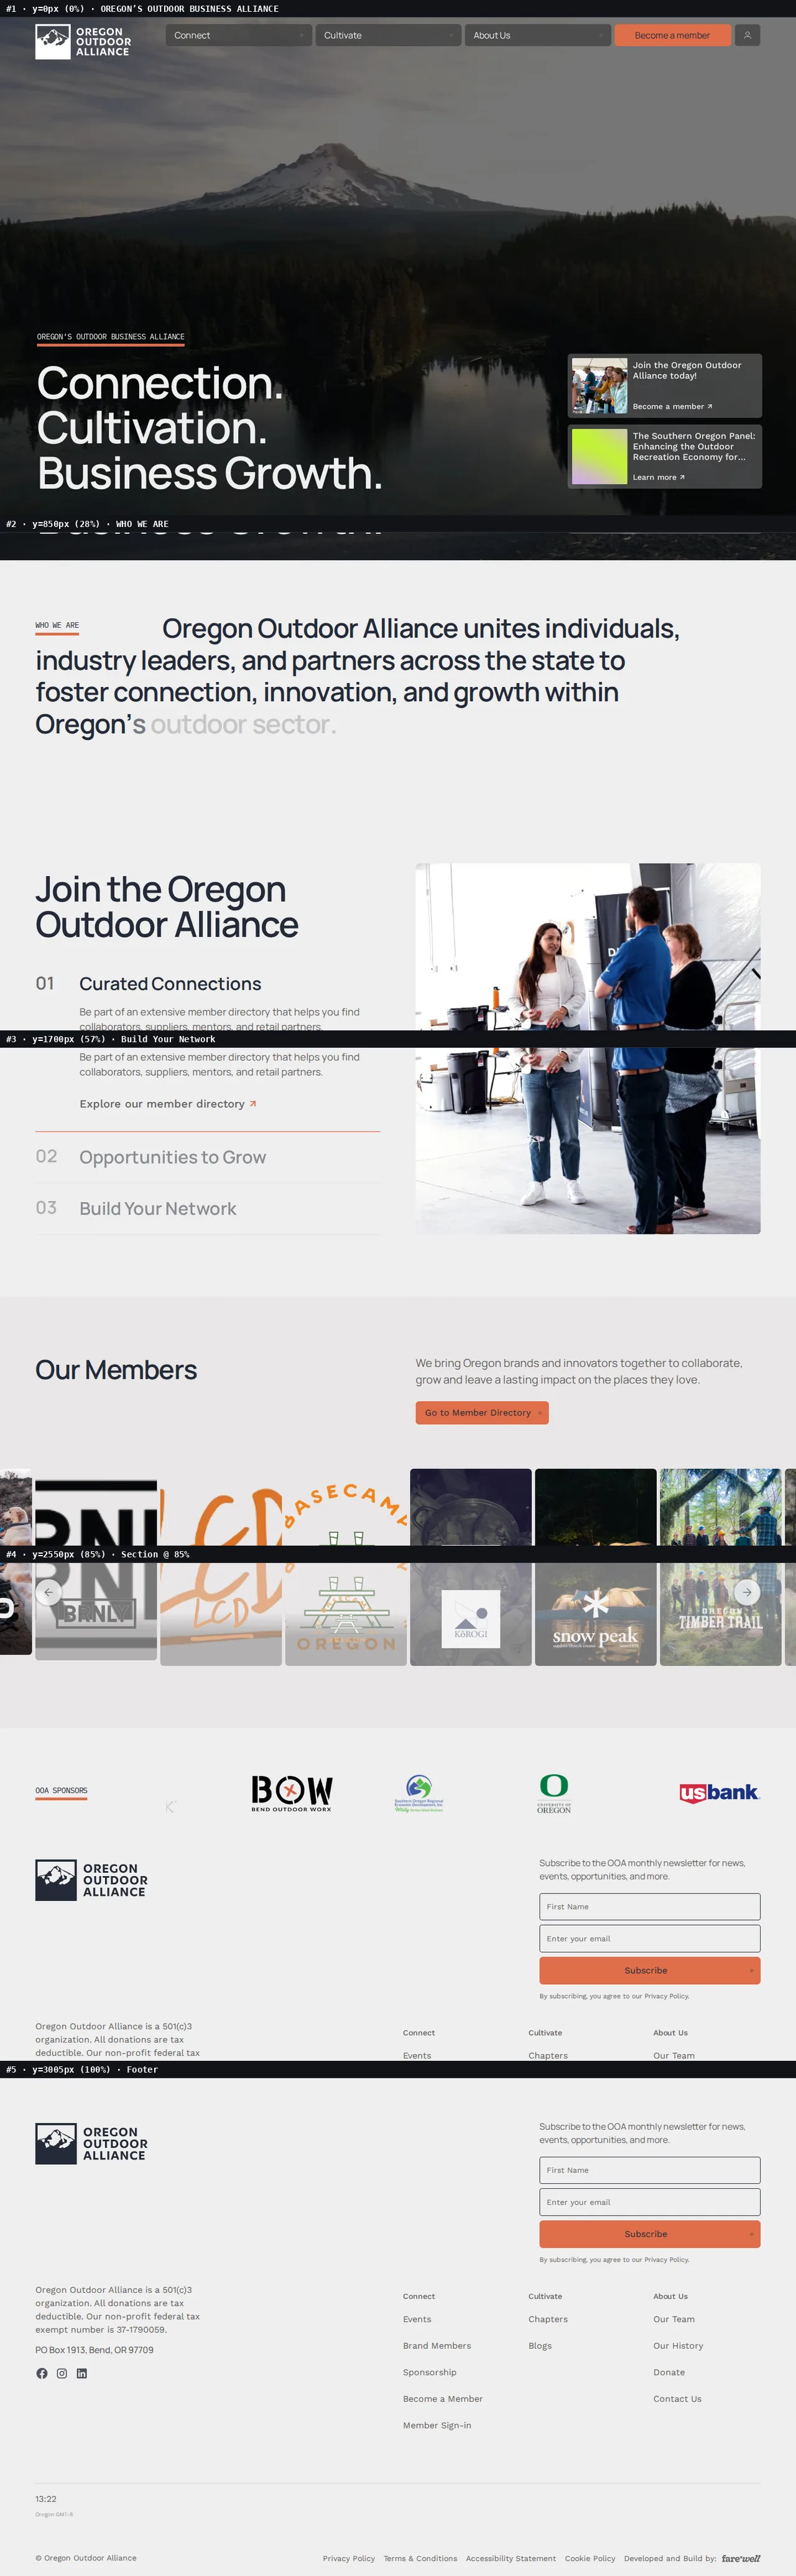 #1 · y=0px (0%) · OREGON'S OUTDOOR BUSINESS ALLIANCE
OREGON
OUTDOOR
ALLIANCE
Connect
Cultivate
About Us
Become a member
OREGON'S OUTDOOR BUSINESS ALLIANCE
Connection.
Cultivation.
Business Growth.
Join the Oregon Outdoor
Alliance today!
Become a member
The Southern Oregon Panel:
Enhancing the Outdoor
Recreation Economy for...
Learn more
#2 · y=850px (28%) · WHO WE ARE
Business Growth.
WHO WE ARE
Oregon Outdoor Alliance unites individuals,
industry leaders, and partners across the state to
foster connection, innovation, and growth within
Oregon's outdoor sector.
Join the Oregon
Outdoor Alliance
01
Curated Connections
Be part of an extensive member directory that helps you find
collaborators, suppliers, mentors, and retail partners.
#3 · y=1700px (57%) · Build Your Network
Be part of an extensive member directory that helps you find
collaborators, suppliers, mentors, and retail partners.
Explore our member directory
02
Opportunities to Grow
03
Build Your Network
Our Members
We bring Oregon brands and innovators together to collaborate,
grow and leave a lasting impact on the places they love.
Go to Member Directory
LCD
BASECAMP
#4 · y=2550px (85%) · Section @ 85%
BRNLY
LCD
OREGON
KŌROGI
snow peak
OREGON
TIMBER TRAIL
OOA SPONSORS
BOW
BEND OUTDOOR WORX
Southern Oregon Regional
Economic Development, Inc.
O
UNIVERSITY OF
OREGON
usbank
OREGON
OUTDOOR
ALLIANCE
Subscribe to the OOA monthly newsletter for news,
events, opportunities, and more.
First Name
Enter your email
Subscribe
By subscribing, you agree to our Privacy Policy.
Oregon Outdoor Alliance is a 501(c)3
organization. All donations are tax
deductible. Our non-profit federal tax
Connect
Cultivate
About Us
Events
Chapters
Our Team
#5 · y=3005px (100%) · Footer
OREGON
OUTDOOR
ALLIANCE
Subscribe to the OOA monthly newsletter for news,
events, opportunities, and more.
First Name
Enter your email
Subscribe
By subscribing, you agree to our Privacy Policy.
Oregon Outdoor Alliance is a 501(c)3
organization. All donations are tax
deductible. Our non-profit federal tax
exempt number is 37-1790059.
PO Box 1913, Bend, OR 97709
Connect
Events
Brand Members
Sponsorship
Become a Member
Member Sign-in
Cultivate
Chapters
Blogs
About Us
Our Team
Our History
Donate
Contact Us
13:22
Oregon GMT-8
© Oregon Outdoor Alliance
Privacy Policy
Terms & Conditions
Accessibility Statement
Cookie Policy
Developed and Build by:
farewell